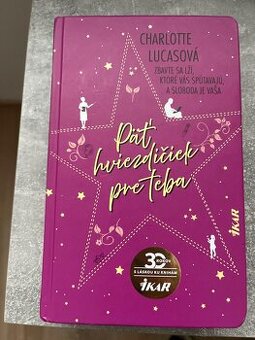 CHARLOTTE
LUCASOVÁ
ZBAVTE SA LŽÍ,
KTORÉ VÁS SPÚTAVAJÚ,
A SLOBODA JE VAŠA
Päť
hviezdičiek
pre teba
30
ROKOV
S LÁSKOU KU KNIHÁM
IKAR
IKAR